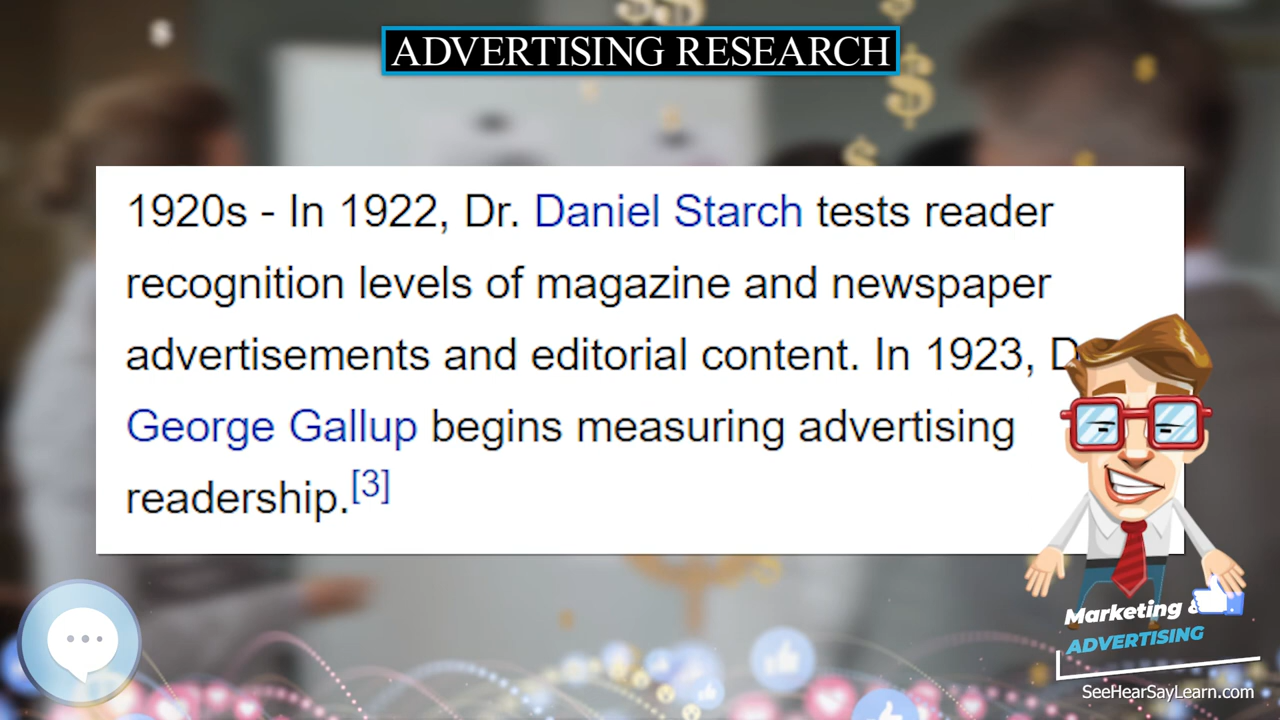 ADVERTISING RESEARCH
1920s - In 1922, Dr. Daniel Starch tests reader
recognition levels of magazine and newspaper
advertisements and editorial content. In 1923,
George Gallup begins measuring advertising
readership.[3]
Marketing &
ADVERTISING
SeeHearSayLearn.com